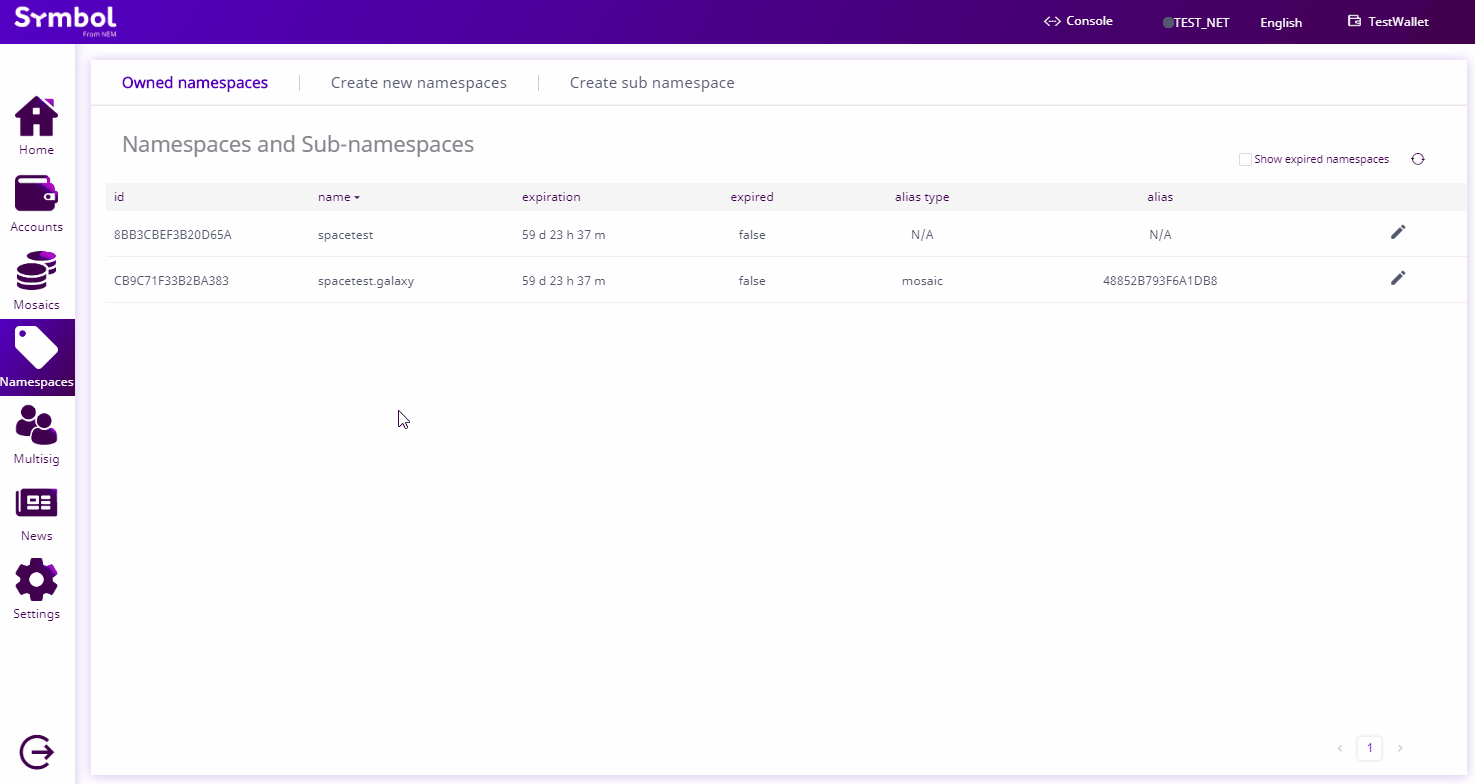 Symbol
From NEM
Console
TEST_NET
English
TestWallet
Home
Accounts
Mosaics
Namespaces
Multisig
News
Settings
Owned namespaces
Create new namespaces
Create sub namespace
Namespaces and Sub-namespaces
Show expired namespaces
id name expiration expired alias type alias
8BB3CBEF3B20D65A spacetest 59 d 23 h 37 m false N/A N/A
CB9C71F33B2BA383 spacetest.galaxy 59 d 23 h 37 m false mosaic 48852B793F6A1DB8
1